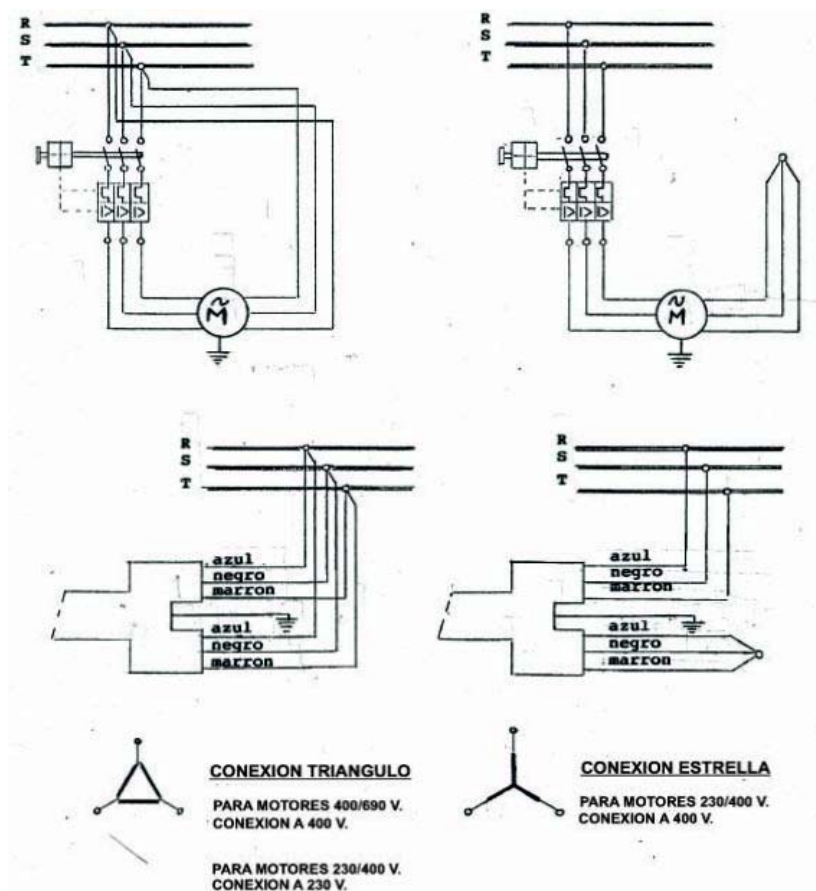 R
S
T
R
S
T
M
M
R
S
T
azul
negro
marron
azul
negro
marron
R
S
T
azul
negro
marron
azul
negro
marron
CONEXION TRIANGULO
PARA MOTORES 400/690 V.
CONEXION A 400 V.
PARA MOTORES 230/400 V.
CONEXION A 230 V.
CONEXION ESTRELLA
PARA MOTORES 230/400 V.
CONEXION A 400 V.